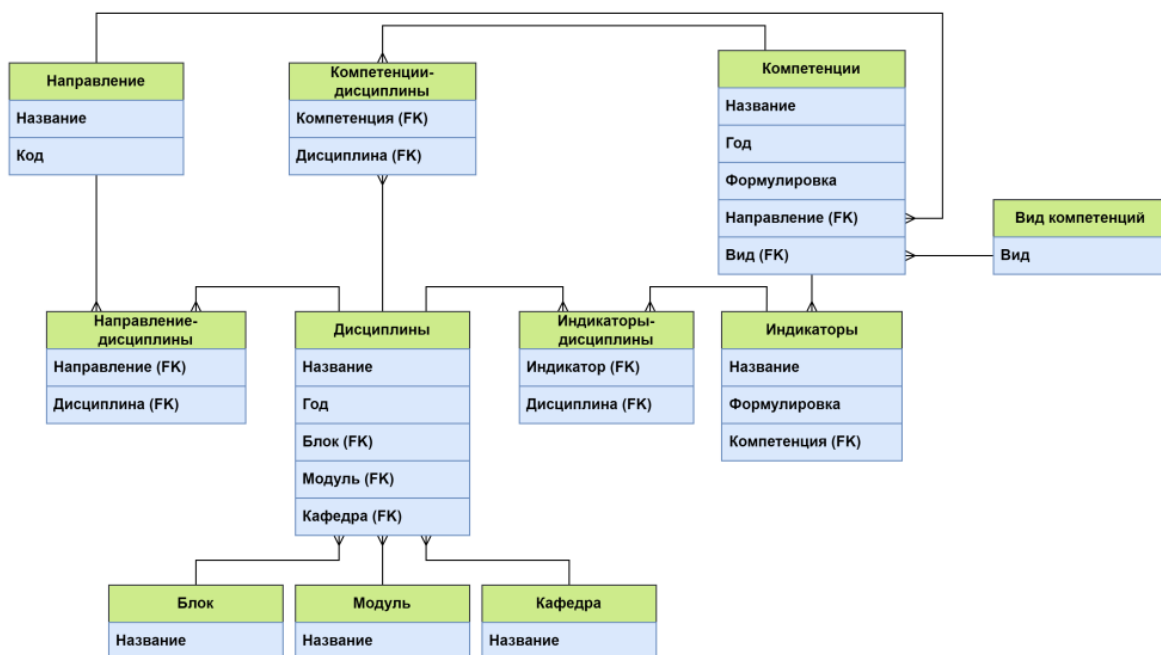 Направление
Название
Код
Компетенции-
дисциплины
Компетенция (FK)
Дисциплина (FK)
Компетенции
Название
Год
Формулировка
Направление (FK)
Вид (FK)
Вид компетенций
Вид
Направление-
дисциплины
Направление (FK)
Дисциплина (FK)
Дисциплины
Название
Год
Блок (FK)
Модуль (FK)
Кафедра (FK)
Индикаторы-
дисциплины
Индикатор (FK)
Дисциплина (FK)
Индикаторы
Название
Формулировка
Компетенция (FK)
Блок
Название
Модуль
Название
Кафедра
Название